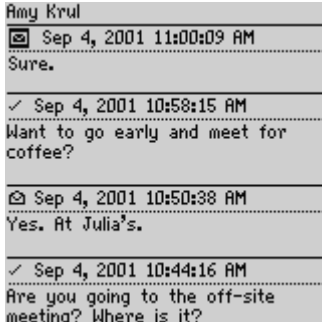 Amy Krul
Sep 4, 2001 11:00:09 AM
Sure.
✓ Sep 4, 2001 10:58:15 AM
Want to go early and meet for
coffee?
Sep 4, 2001 10:50:38 AM
Yes. At Julia's.
✓ Sep 4, 2001 10:44:16 AM
Are you going to the off-site
meeting? Where is it?